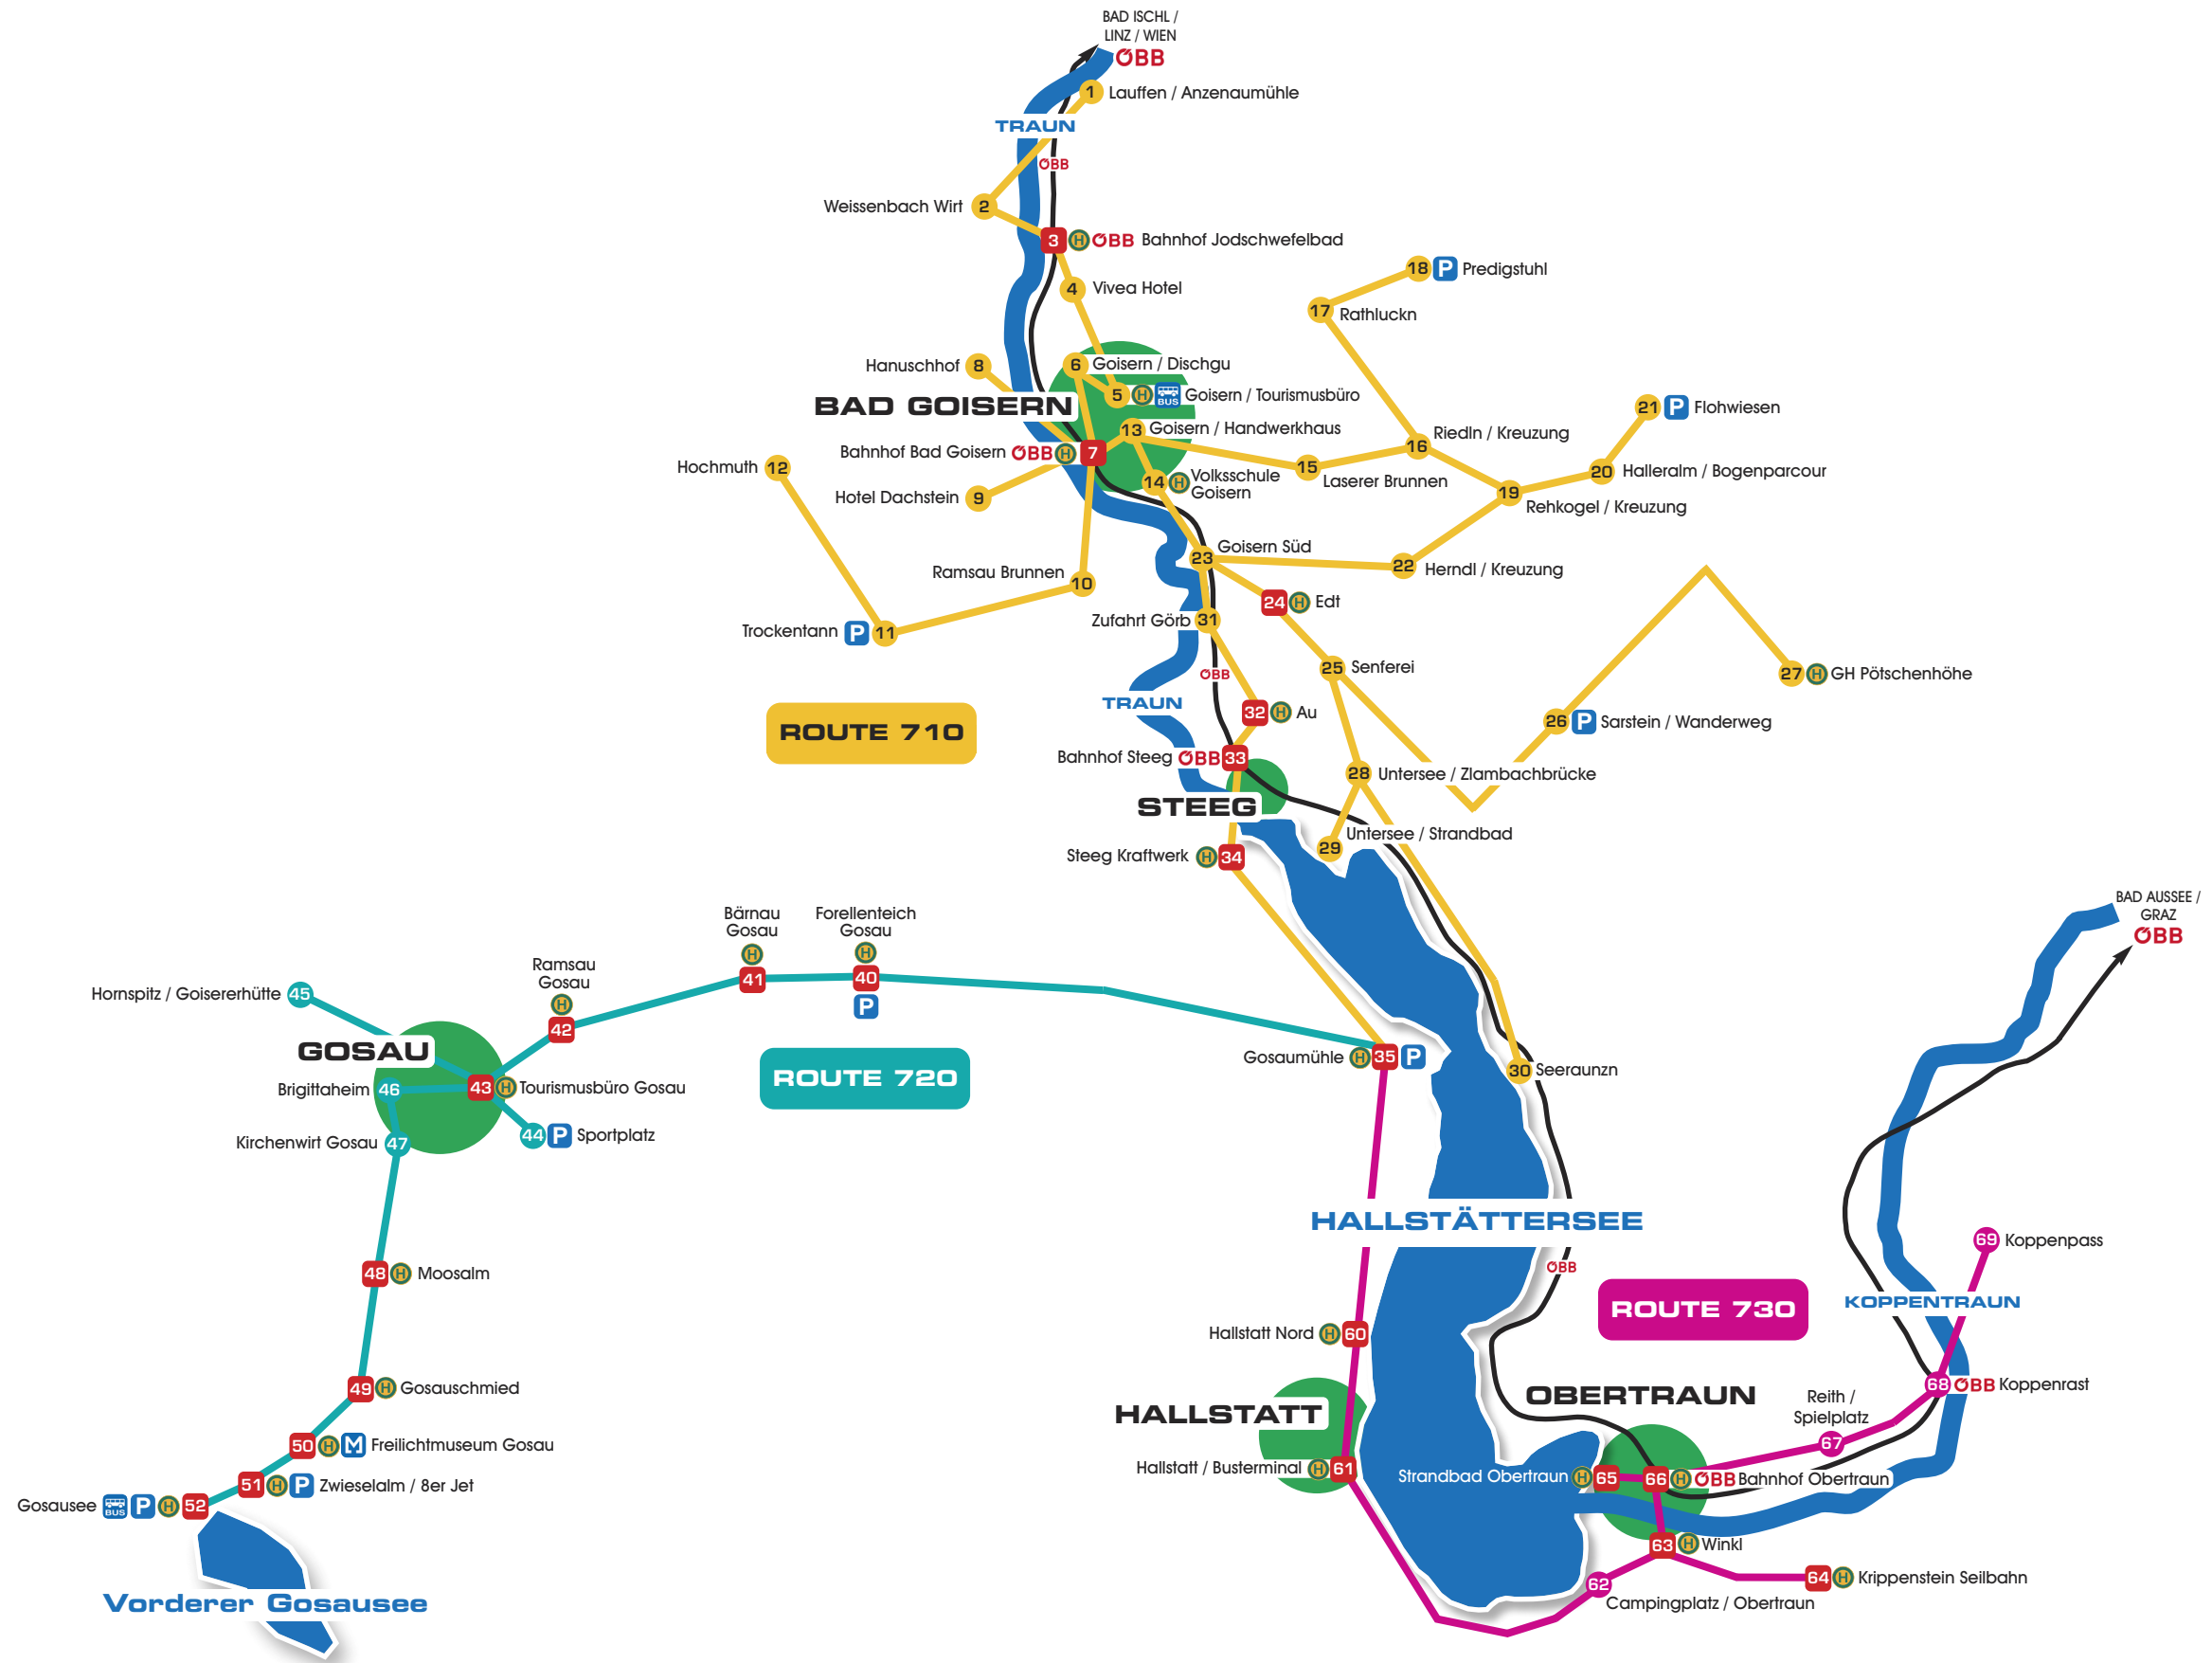 BAD ISCHL /
LINZ / WIEN
ÖBB
1 Lauffen / Anzenaumühle
TRAUN
ÖBB
Weissenbach Wirt 2
3 H ÖBB Bahnhof Jodschwefelbad
4 Vivea Hotel
18 P Predigstuhl
17 Rathluckn
Hanuschhof 8
6 Goisern / Dischgu
5 H BUS Goisern / Tourismusbüro
BAD GOISERN
21 P Flohwiesen
13 Goisern / Handwerkhaus
16 Riedln / Kreuzung
Bahnhof Bad Goisern ÖBB H 7
Hochmuth 12
15 Laserer Brunnen
20 Halleralm / Bogenparcour
14 H Volksschule
Goisern
Hotel Dachstein 9
19 Rehkogel / Kreuzung
23 Goisern Süd
22 Herndl / Kreuzung
Ramsau Brunnen 10
24 H Edt
Zufahrt Görb 31
Trockentann P 11
25 Senferei
ÖBB
27 H GH Pötschenhöhe
TRAUN
32 H Au
26 P Sarstein / Wanderweg
ROUTE 710
Bahnhof Steeg ÖBB 33
28 Untersee / Zlambachbrücke
STEEG
Untersee / Strandbad
29
Steeg Kraftwerk H 34
BAD AUSSEE /
GRAZ
ÖBB
Bärnau
Gosau
H
41
Forellenteich
Gosau
H
40
P
Ramsau
Gosau
H
42
Hornspitz / Goisererhütte 45
GOSAU
Gosaumühle H 35 P
30 Seeraunzn
ROUTE 720
Brigittaheim 46
43 H Tourismusbüro Gosau
Kirchenwirt Gosau 47
44 P Sportplatz
HALLSTÄTTERSEE
69 Koppenpass
ÖBB
48 H Moosalm
KOPPENTRAUN
ROUTE 730
Hallstatt Nord H 60
49 H Gosauschmied
68 ÖBB Koppenrast
OBERTRAUN
Reith /
Spielplatz
67
HALLSTATT
50 H M Freilichtmuseum Gosau
Hallstatt / Busterminal H 61
Strandbad Obertraun H 65
66 H ÖBB Bahnhof Obertraun
51 H P Zwieselalm / 8er Jet
Gosausee BUS P H 52
63 H Winkl
64 H Krippenstein Seilbahn
62
Campingplatz / Obertraun
Vorderer Gosausee